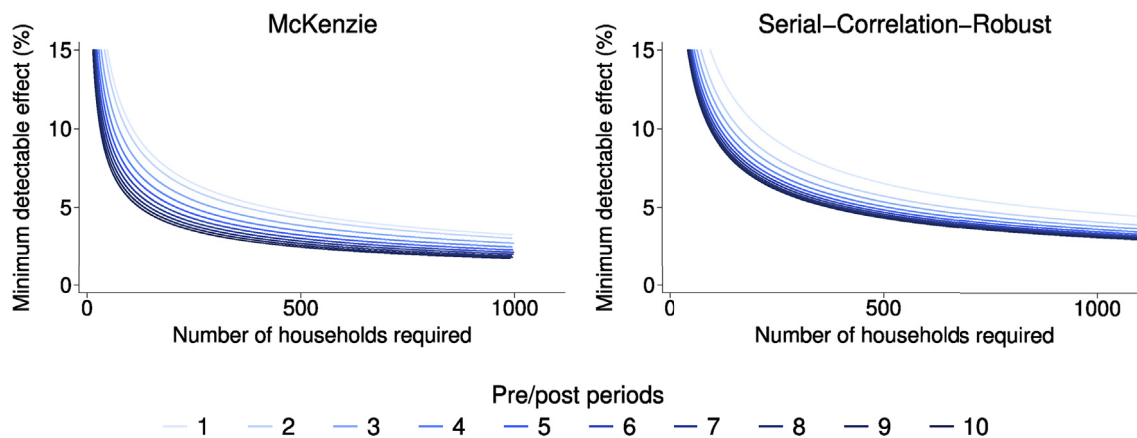 McKenzie
Minimum detectable effect (%)
15
10
5
0
0 500 1000
Number of households required
Serial−Correlation−Robust
Minimum detectable effect (%)
15
10
5
0
0 500 1000
Number of households required
Pre/post periods
1 2 3 4 5 6 7 8 9 10